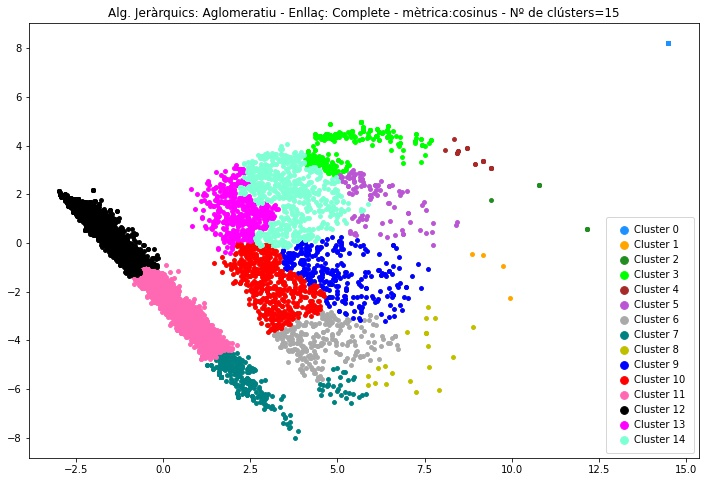 Alg. Jeràrquics: Aglomeratiu - Enllaç: Complete - mètrica:cosinus - Nº de clústers=15
8
6
4
2
0
−2
−4
−6
−8
−2.5 0.0 2.5 5.0 7.5 10.0 12.5 15.0
Cluster 0
Cluster 1
Cluster 2
Cluster 3
Cluster 4
Cluster 5
Cluster 6
Cluster 7
Cluster 8
Cluster 9
Cluster 10
Cluster 11
Cluster 12
Cluster 13
Cluster 14